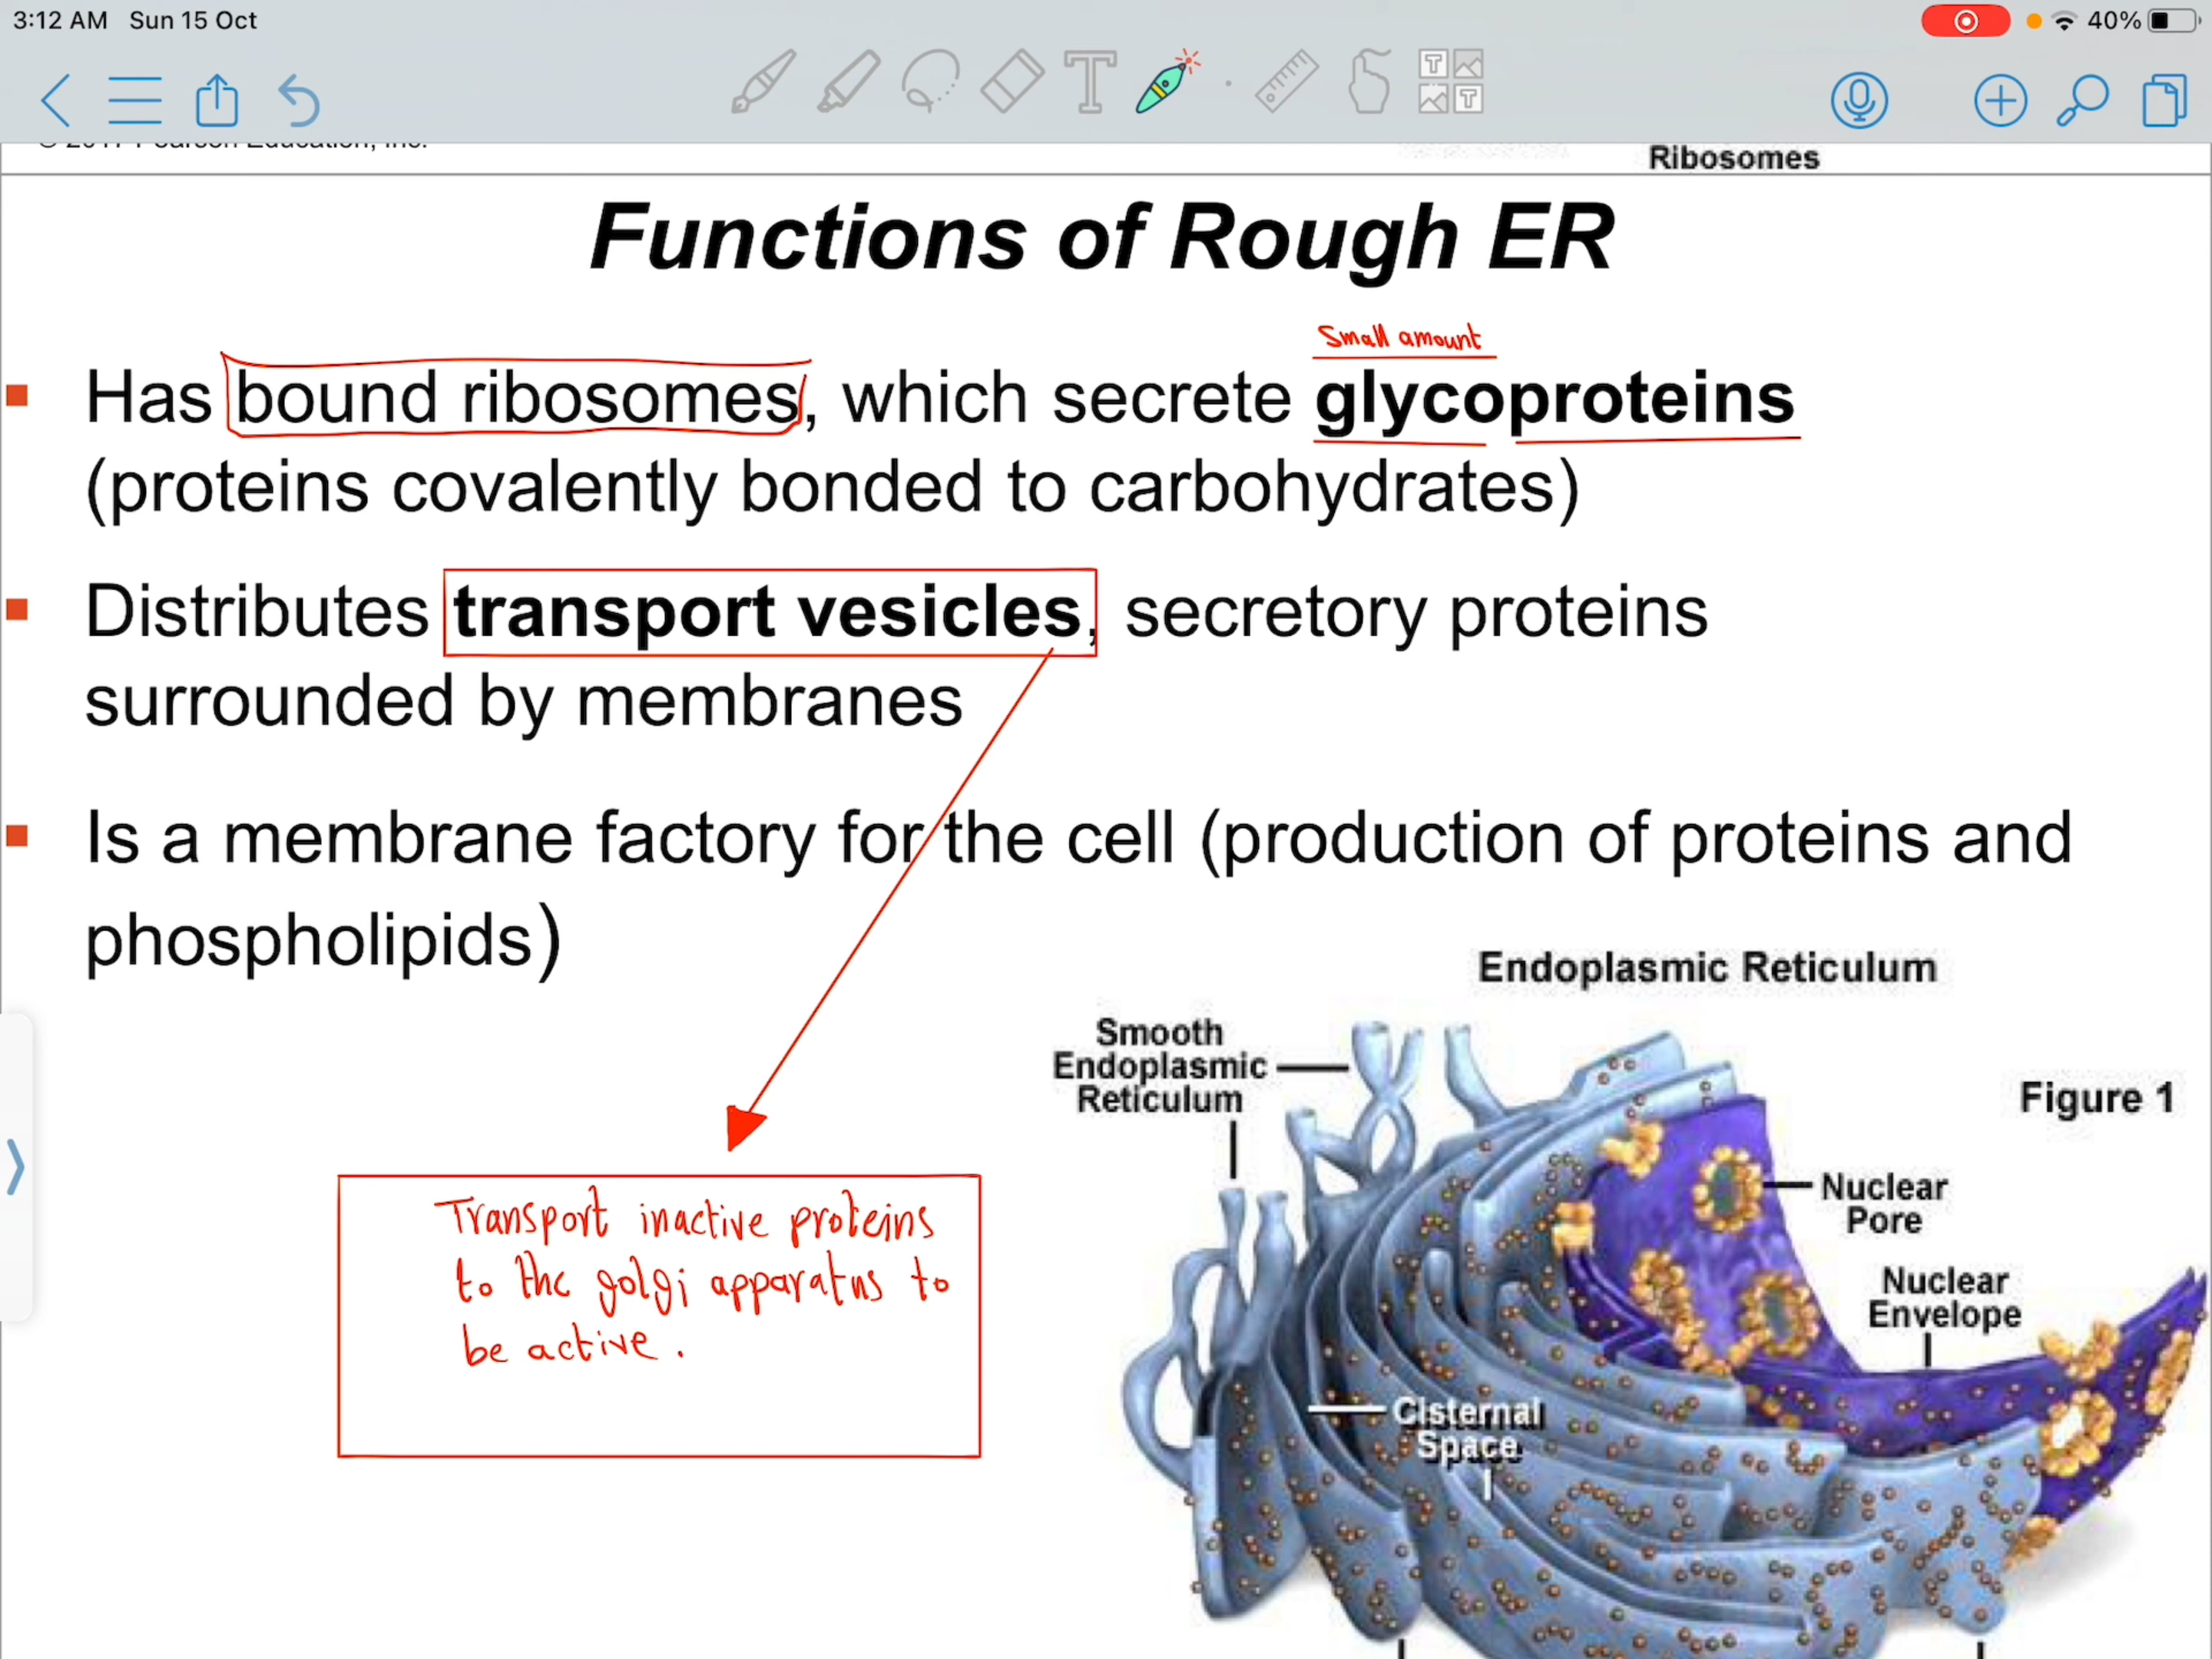 3:12 AM Sun 15 Oct
40%
Ribosomes
Functions of Rough ER
Small amount
Has bound ribosomes, which secrete glycoproteins
(proteins covalently bonded to carbohydrates)
Distributes transport vesicles, secretory proteins
surrounded by membranes
Is a membrane factory for the cell (production of proteins and
phospholipids)
Endoplasmic Reticulum
Smooth
Endoplasmic
Reticulum
Figure 1
Nuclear
Pore
Transport inactive proteins
to the golgi apparatus to
be active.
Nuclear
Envelope
Cisternal
Space